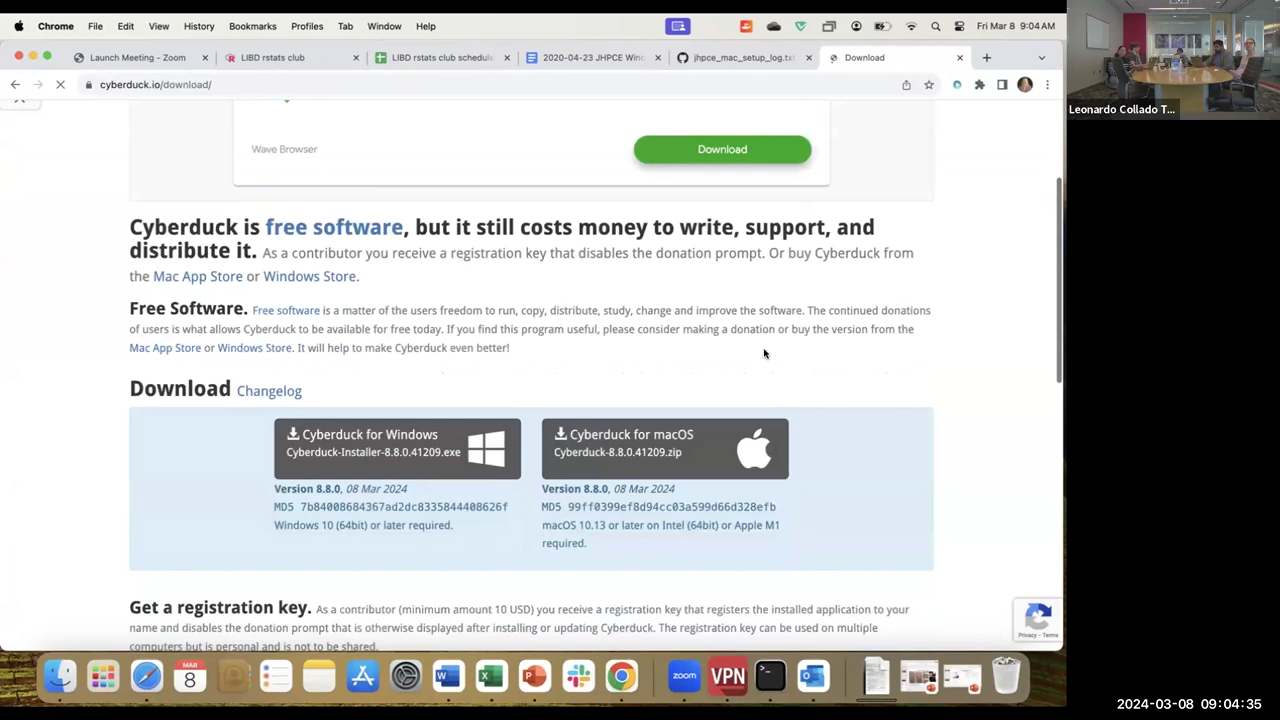 Chrome File Edit View History Bookmarks Profiles Tab Window Help Fri Mar 8 9:04 AM
Launch Meeting - Zoom LIBD rstats club LIBD rstats club schedule 2020-04-23 JHPCE Win jhpce_mac_setup_log.txt Download
cyberduck.io/download/
Wave Browser Download
Cyberduck is free software, but it still costs money to write, support, and
distribute it. As a contributor you receive a registration key that disables the donation prompt. Or buy Cyberduck from
the Mac App Store or Windows Store.
Free Software. Free software is a matter of the users freedom to run, copy, distribute, study, change and improve the software. The continued donations
of users is what allows Cyberduck to be available for free today. If you find this program useful, please consider making a donation or buy the version from the
Mac App Store or Windows Store. It will help to make Cyberduck even better!
Download Changelog
Cyberduck for Windows
Cyberduck-Installer-8.8.0.41209.exe
Version 8.8.0, 08 Mar 2024
MD5 7b84008684367ad2dc8335844408626f
Windows 10 (64bit) or later required.
Cyberduck for macOS
Cyberduck-8.8.0.41209.zip
Version 8.8.0, 08 Mar 2024
MD5 99ff0399ef8d94cc03a599d66d328efb
macOS 10.13 or later on Intel (64bit) or Apple M1
required.
Get a registration key. As a contributor (minimum amount 10 USD) you receive a registration key that registers the installed application to your
name and disables the donation prompt that is otherwise displayed after installing or updating Cyberduck. The registration key can be used on multiple
computers but is personal and is not to be shared.
Privacy - Terms
MAR
8
zoom
VPN
Leonardo Collado T...
2024-03-08 09:04:35